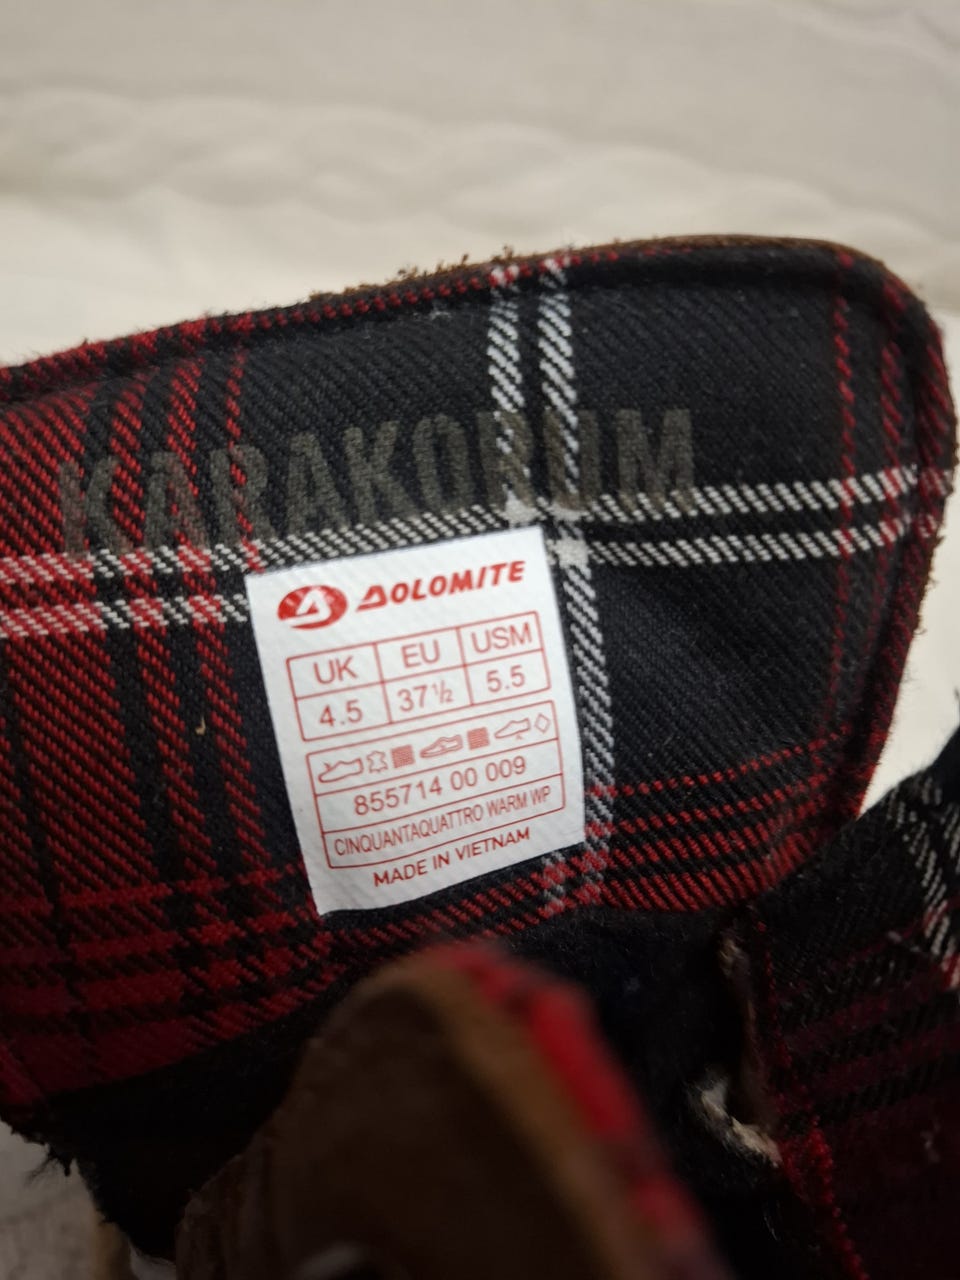 KARAKORUM
DOLOMITE
UK EU USM
4.5 37½ 5.5
855714 00 009
CINQUANTAQUATTRO WARM WP
MADE IN VIETNAM